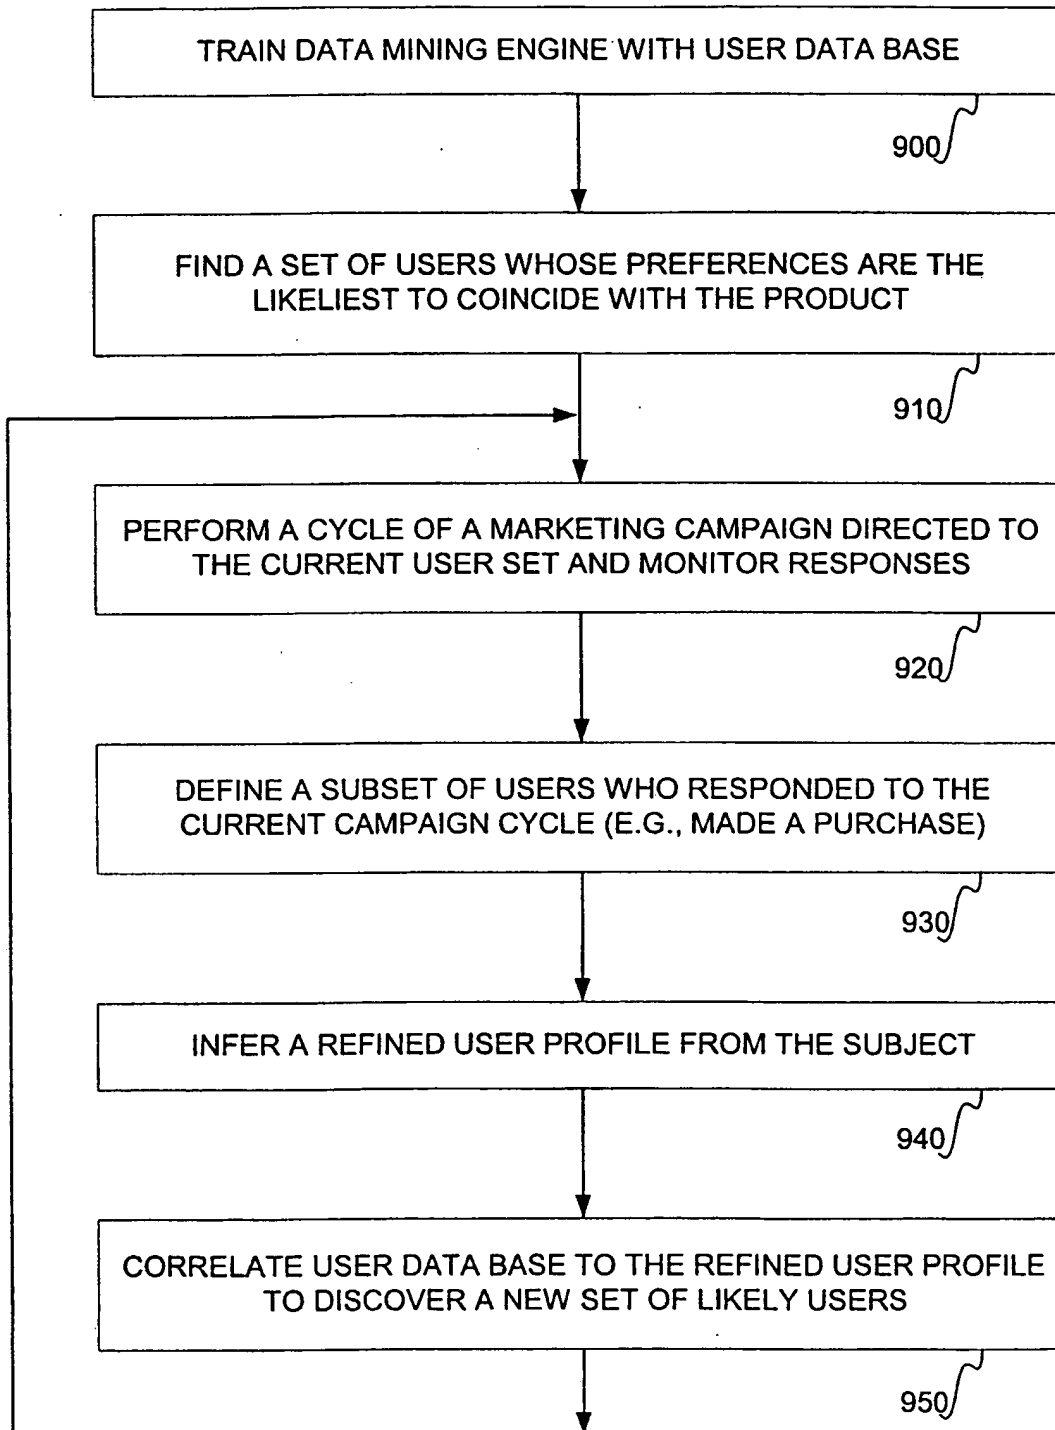 TRAIN DATA MINING ENGINE WITH USER DATA BASE
900
FIND A SET OF USERS WHOSE PREFERENCES ARE THE
LIKELIEST TO COINCIDE WITH THE PRODUCT
910
PERFORM A CYCLE OF A MARKETING CAMPAIGN DIRECTED TO
THE CURRENT USER SET AND MONITOR RESPONSES
920
DEFINE A SUBSET OF USERS WHO RESPONDED TO THE
CURRENT CAMPAIGN CYCLE (E.G., MADE A PURCHASE)
930
INFER A REFINED USER PROFILE FROM THE SUBJECT
940
CORRELATE USER DATA BASE TO THE REFINED USER PROFILE
TO DISCOVER A NEW SET OF LIKELY USERS
950